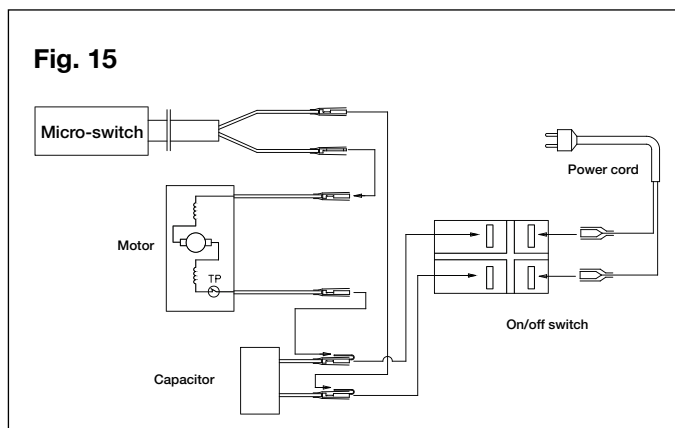 Fig. 15
Micro-switch
Power cord
Motor
TP
On/off switch
Capacitor